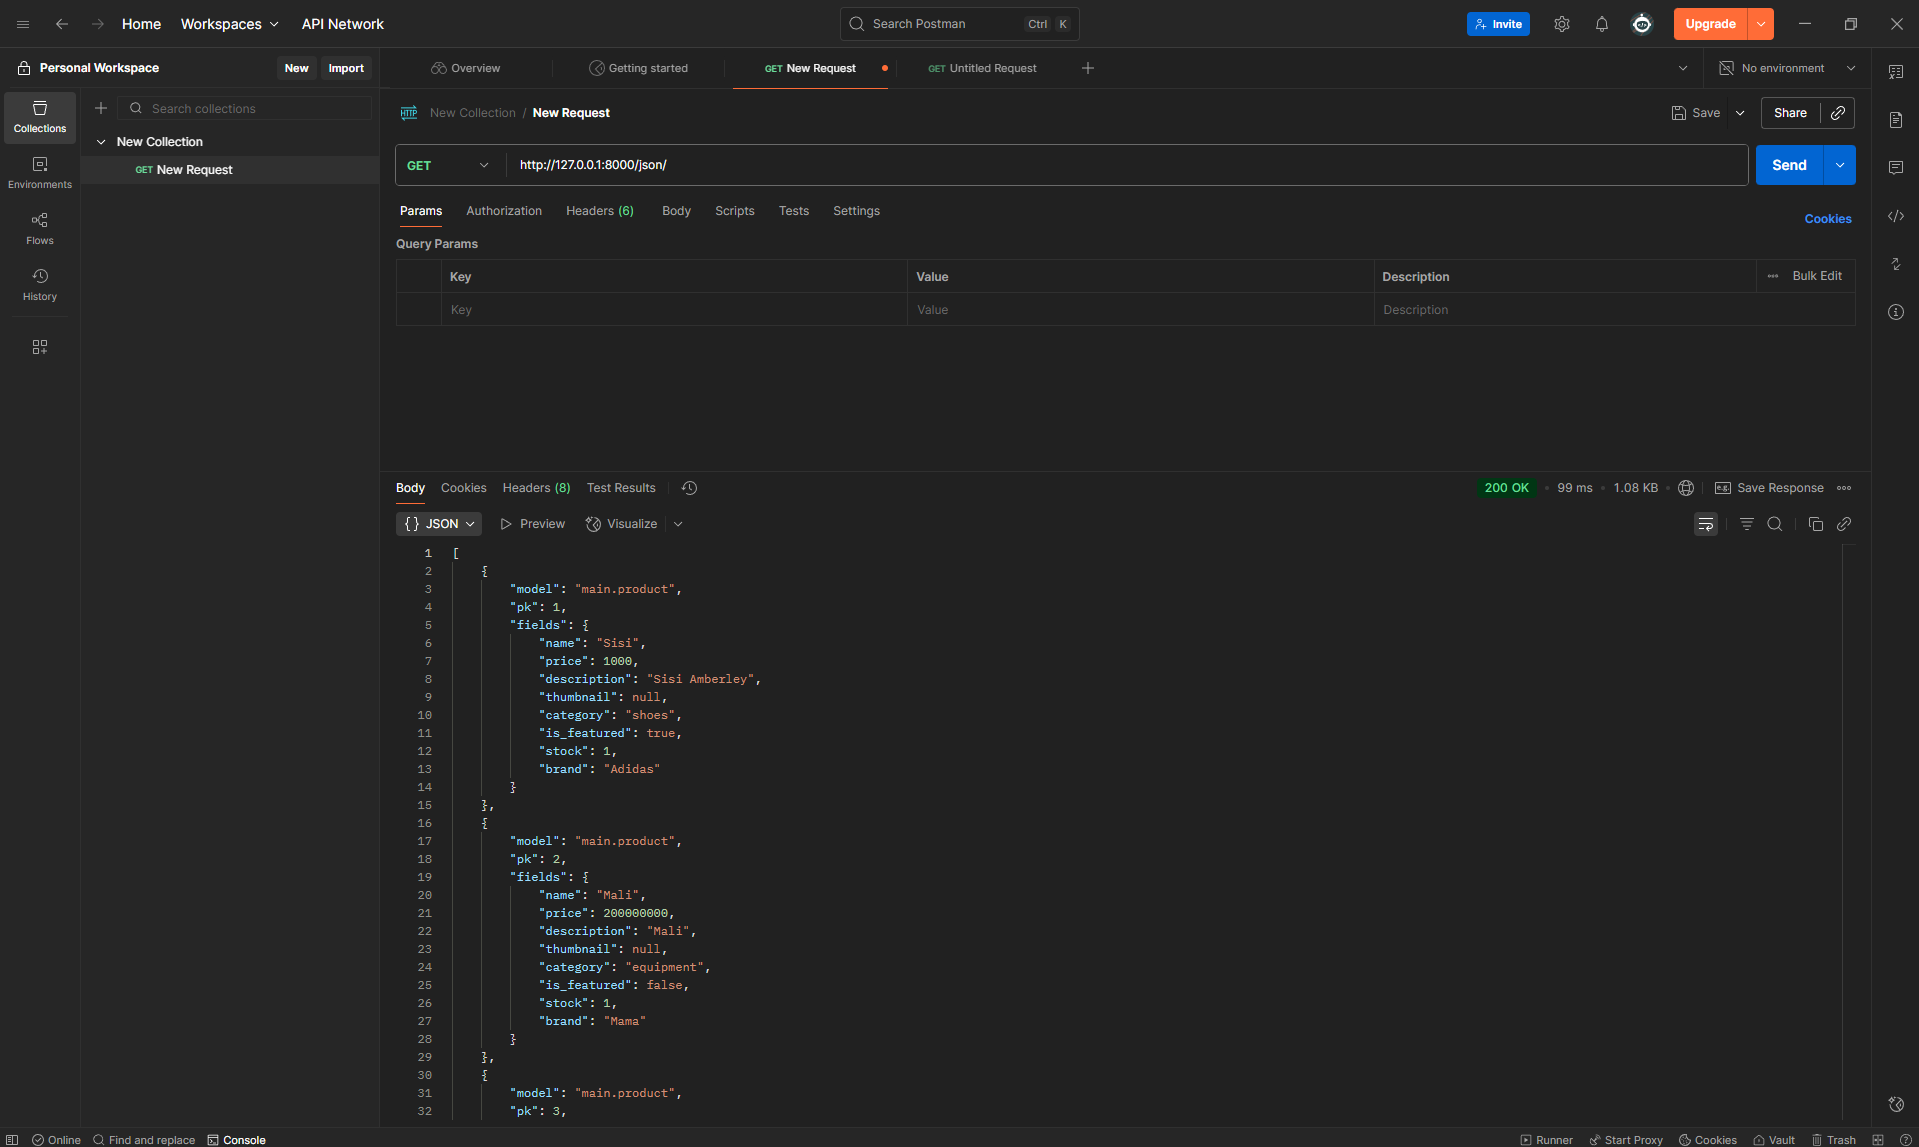 Home Workspaces API Network Search Postman Ctrl K Invite Upgrade
Personal Workspace New Import Overview Getting started GET New Request GET Untitled Request No environment
Collections
Search collections
New Collection
GET New Request
Environments
Flows
History
HTTP New Collection / New Request Save Share
GET http://127.0.0.1:8000/json/ Send
Params Authorization Headers (6) Body Scripts Tests Settings Cookies
Query Params
Key Value Description Bulk Edit
Key Value Description
Body Cookies Headers (8) Test Results 200 OK 99 ms 1.08 KB e.g. Save Response
{} JSON Preview Visualize
1 [
2 {
3 "model": "main.product",
4 "pk": 1,
5 "fields": {
6 "name": "Sisi",
7 "price": 1000,
8 "description": "Sisi Amberley",
9 "thumbnail": null,
10 "category": "shoes",
11 "is_featured": true,
12 "stock": 1,
13 "brand": "Adidas"
14 }
15 },
16 {
17 "model": "main.product",
18 "pk": 2,
19 "fields": {
20 "name": "Mali",
21 "price": 200000000,
22 "description": "Mali",
23 "thumbnail": null,
24 "category": "equipment",
25 "is_featured": false,
26 "stock": 1,
27 "brand": "Mama"
28 }
29 },
30 {
31 "model": "main.product",
32 "pk": 3,
Online Find and replace Console Runner Start Proxy Cookies Vault Trash